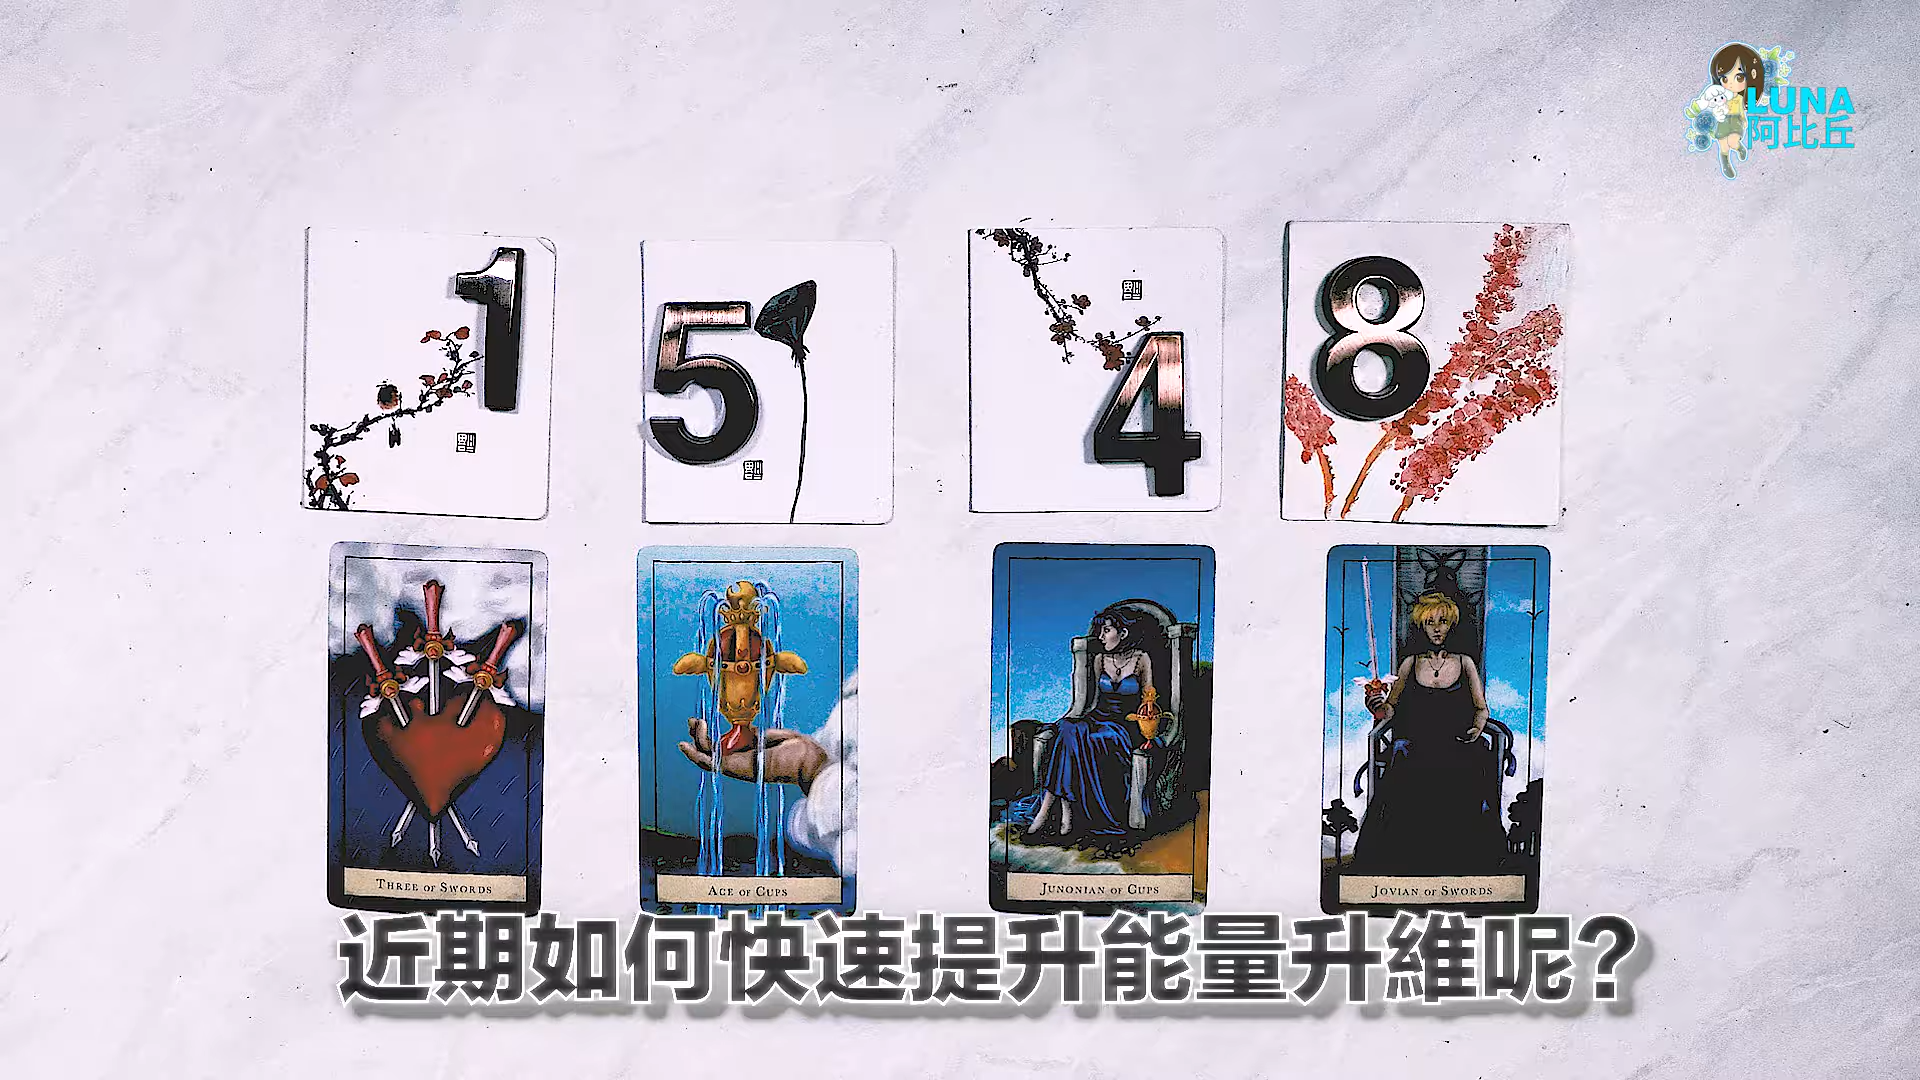 LUNA
阿比丘
1
5
4
8
THREE OF SWORDS
ACE OF CUPS
JUNONIAN OF CUPS
JOVIAN OF SWORDS
近期如何快速提升能量升維呢?